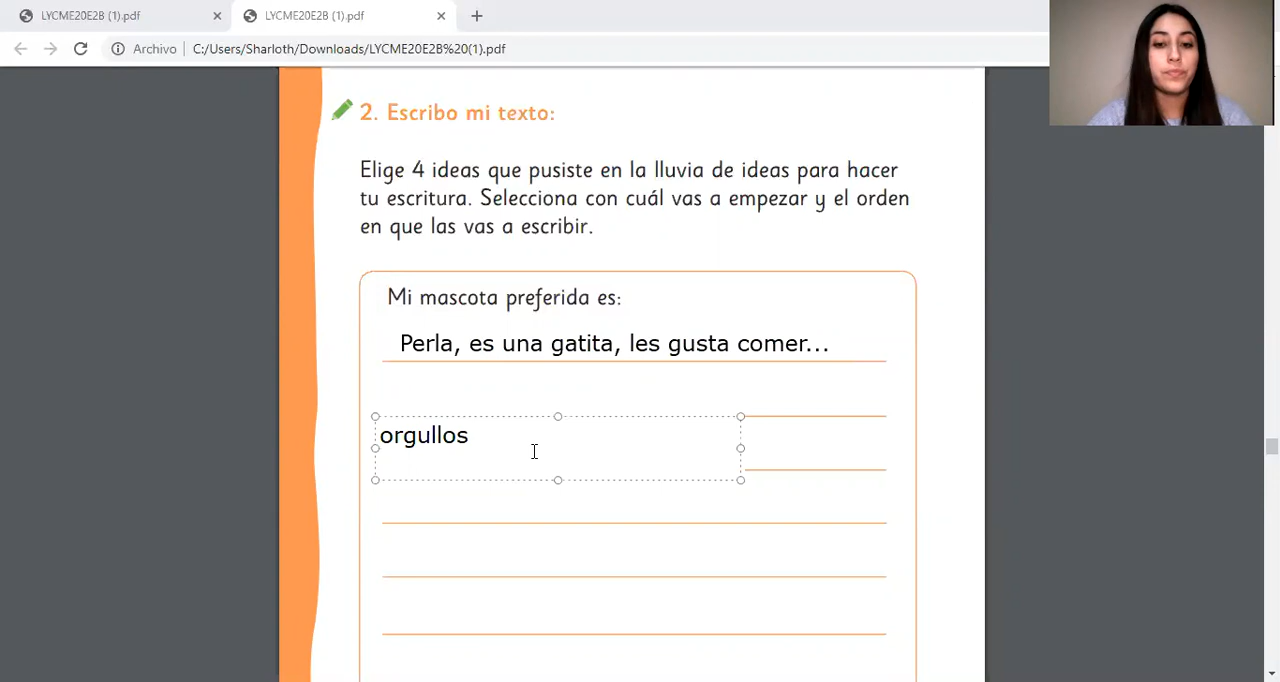 LYCME20E2B (1).pdf
LYCME20E2B (1).pdf
Archivo
C:/Users/Sharloth/Downloads/LYCME20E2B%20(1).pdf
2. Escribo mi texto:
Elige 4 ideas que pusiste en la lluvia de ideas para hacer
tu escritura. Selecciona con cuál vas a empezar y el orden
en que las vas a escribir.
Mi mascota preferida es:
Perla, es una gatita, les gusta comer...
orgullos